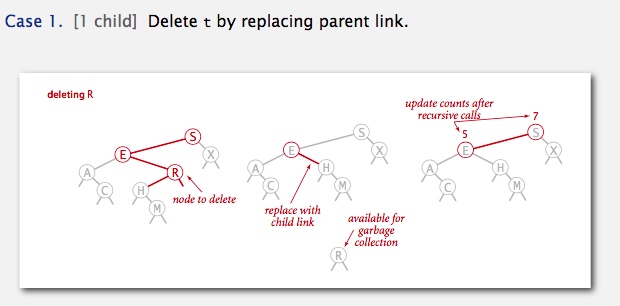 Case 1. [1 child] Delete t by replacing parent link.
deleting R
S
E
A
R
X
C
H
M
node to delete
S
E
A
H
X
C
M
replace with
child link
available for
garbage
collection
R
update counts after
recursive calls
7
5
S
E
A
H
X
C
M